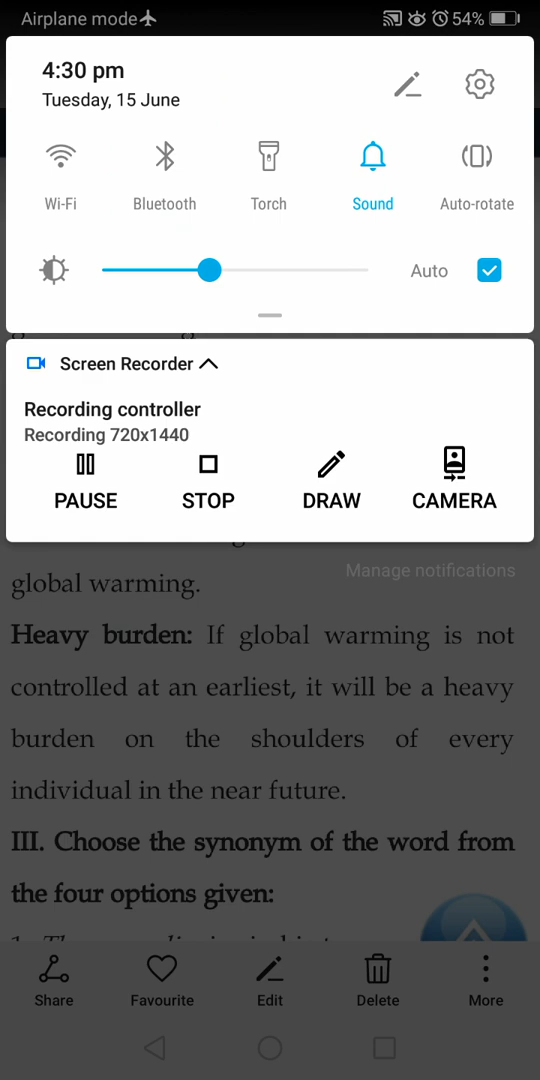 Airplane mode 54%
4:30 pm
Tuesday, 15 June
Wi-Fi Bluetooth Torch Sound Auto-rotate
Auto
Screen Recorder
Recording controller
Recording 720x1440
PAUSE STOP DRAW CAMERA
Manage notifications
global warming.
Heavy burden: If global warming is not
controlled at an earliest, it will be a heavy
burden on the shoulders of every
individual in the near future.
III. Choose the synonym of the word from
the four options given:
Share Favourite Edit Delete More